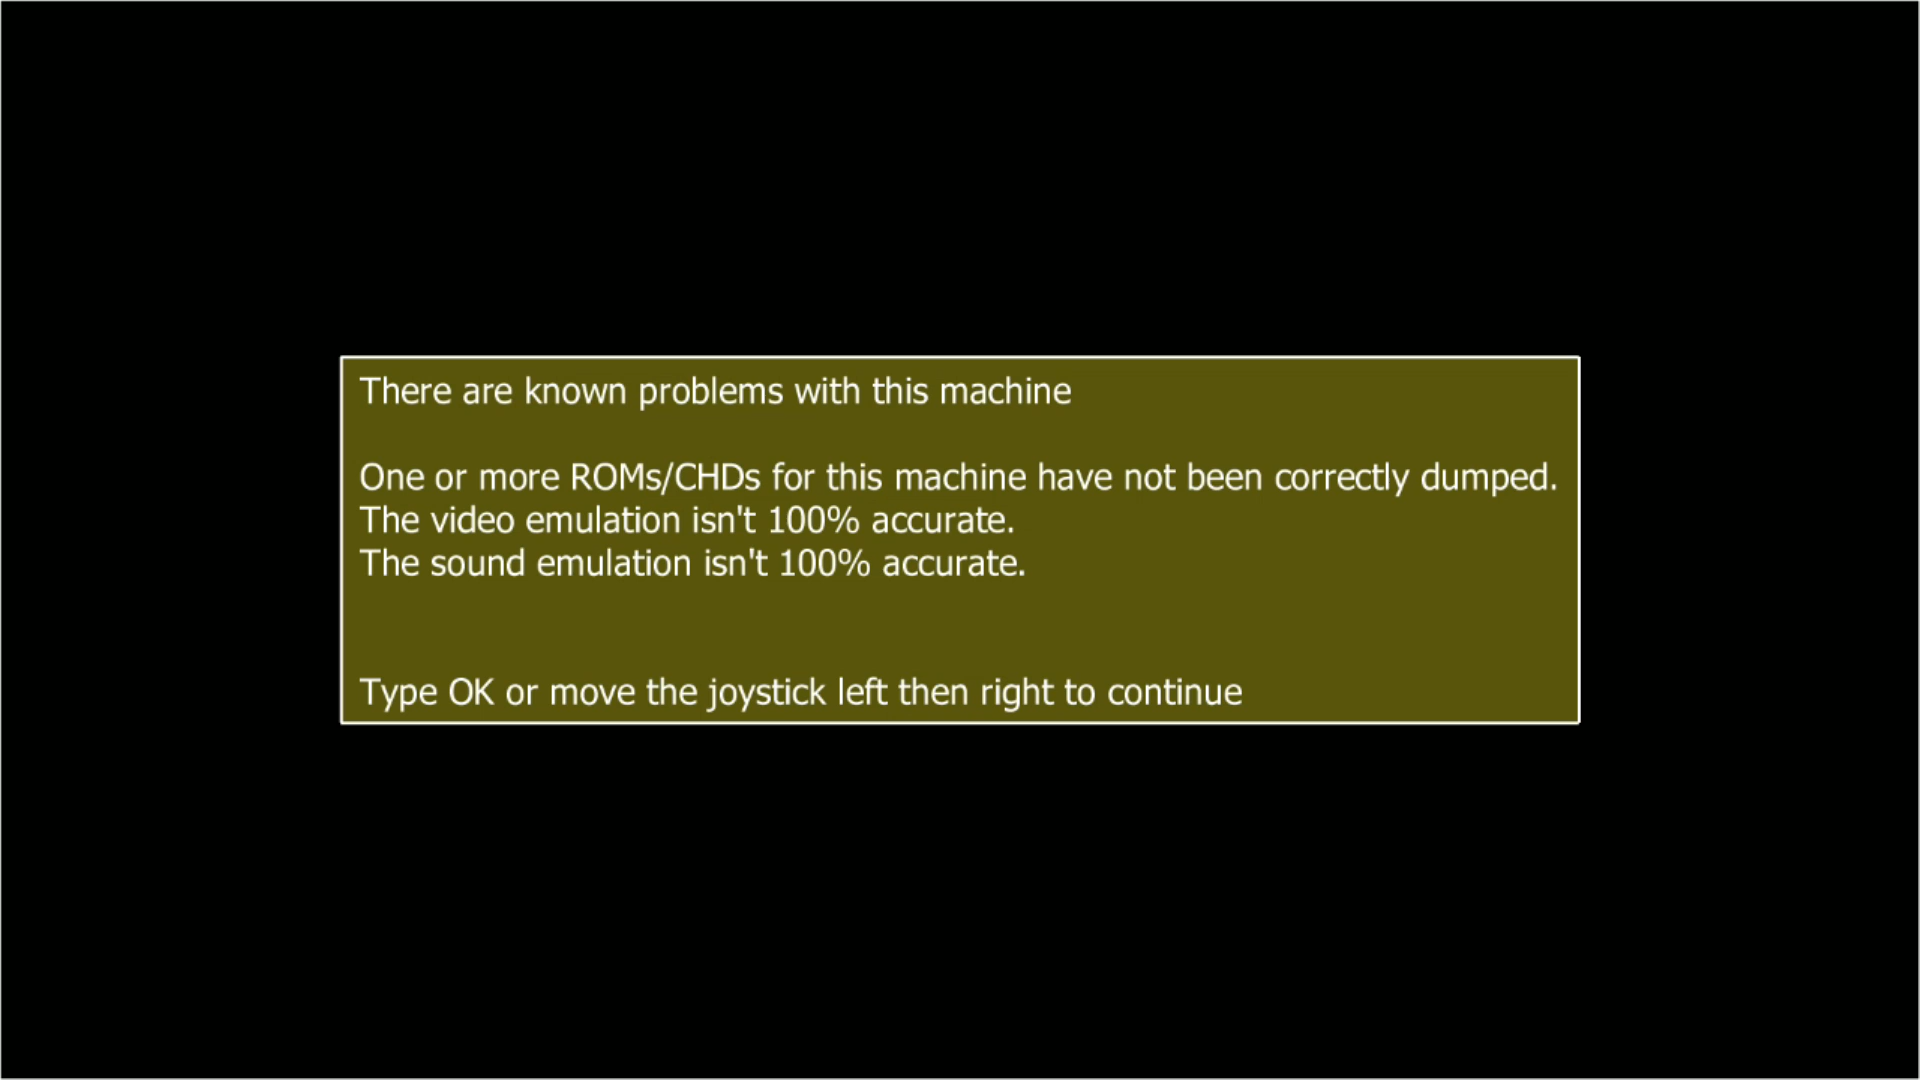 There are known problems with this machine
One or more ROMs/CHDs for this machine have not been correctly dumped.
The video emulation isn't 100% accurate.
The sound emulation isn't 100% accurate.
Type OK or move the joystick left then right to continue